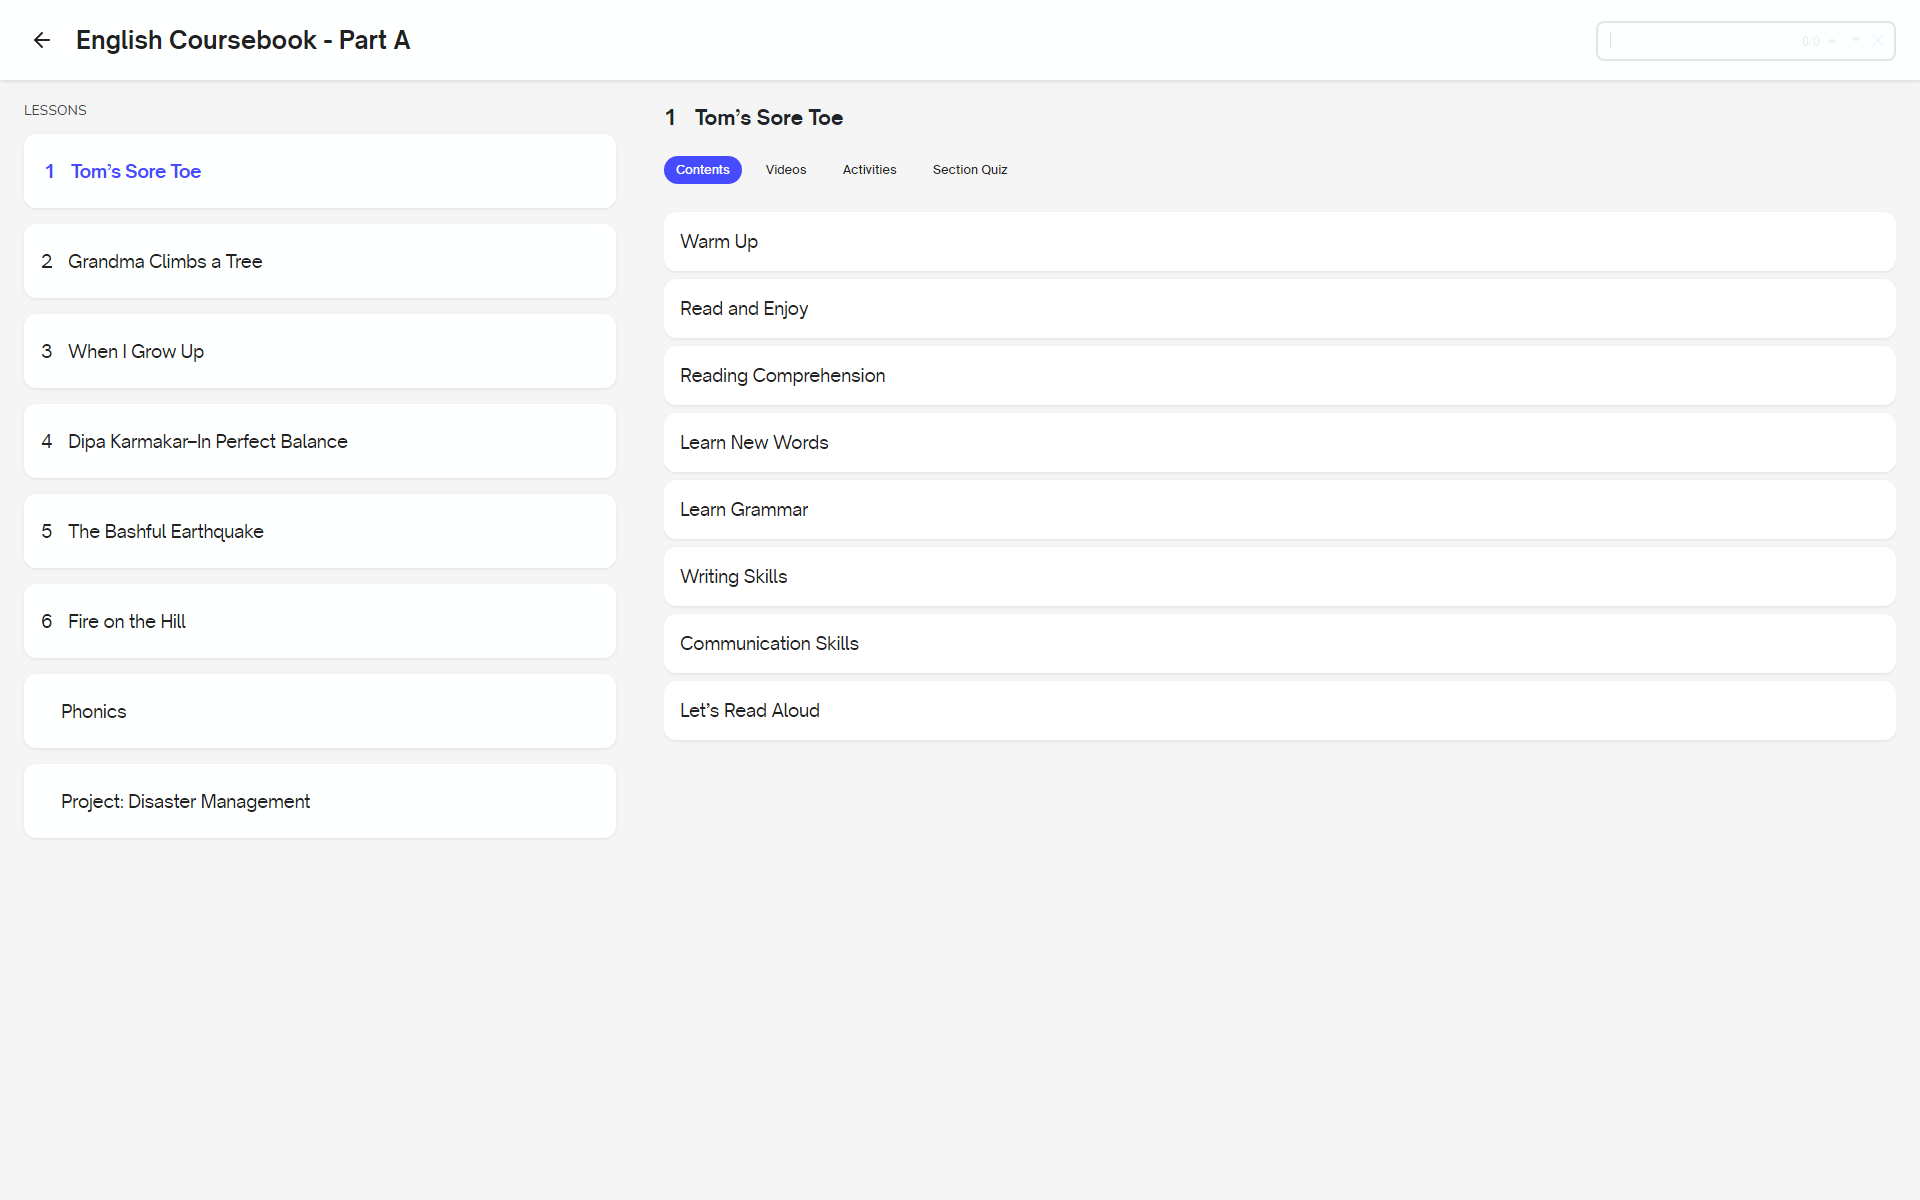 English Coursebook - Part A
0/0
LESSONS
1 Tom’s Sore Toe
2 Grandma Climbs a Tree
3 When I Grow Up
4 Dipa Karmakar–In Perfect Balance
5 The Bashful Earthquake
6 Fire on the Hill
Phonics
Project: Disaster Management
1 Tom’s Sore Toe
Contents Videos Activities Section Quiz
Warm Up
Read and Enjoy
Reading Comprehension
Learn New Words
Learn Grammar
Writing Skills
Communication Skills
Let’s Read Aloud